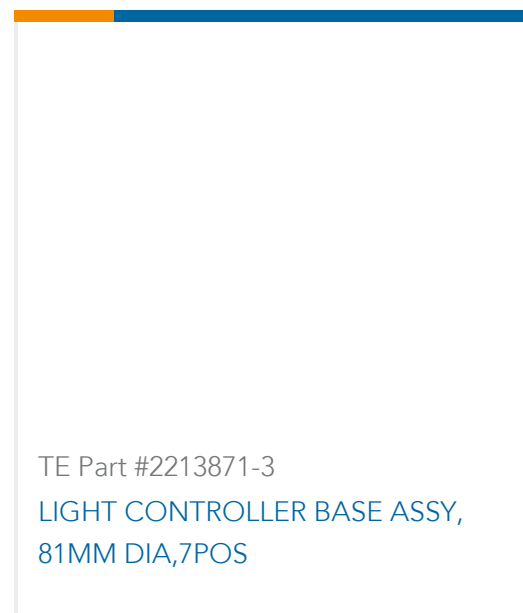 TE Part #2213871-3
LIGHT CONTROLLER BASE ASSY,
81MM DIA,7POS